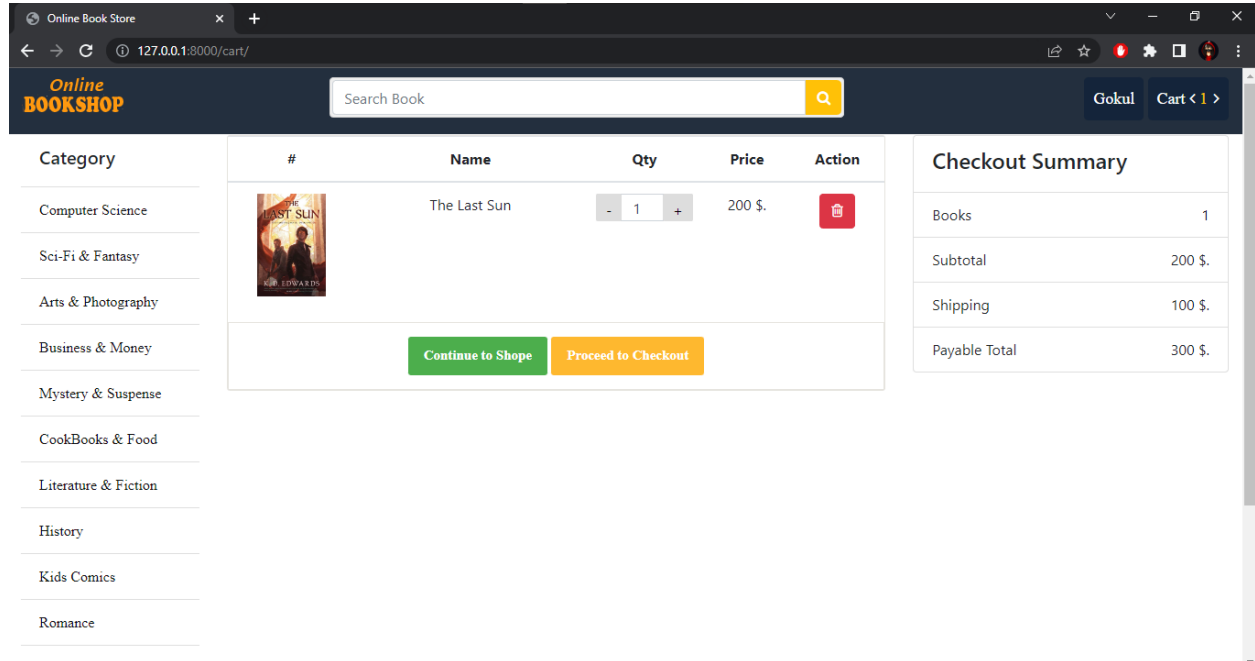 Online Book Store
127.0.0.1:8000/cart/
Online
BOOKSHOP
Search Book
Gokul
Cart < 1 >
Category
Computer Science
Sci-Fi & Fantasy
Arts & Photography
Business & Money
Mystery & Suspense
CookBooks & Food
Literature & Fiction
History
Kids Comics
Romance
# Name Qty Price Action
THE
LAST SUN
K.D. EDWARDS
The Last Sun - 1 + 200 $.
Continue to Shope Proceed to Checkout
Checkout Summary
Books 1
Subtotal 200 $.
Shipping 100 $.
Payable Total 300 $.